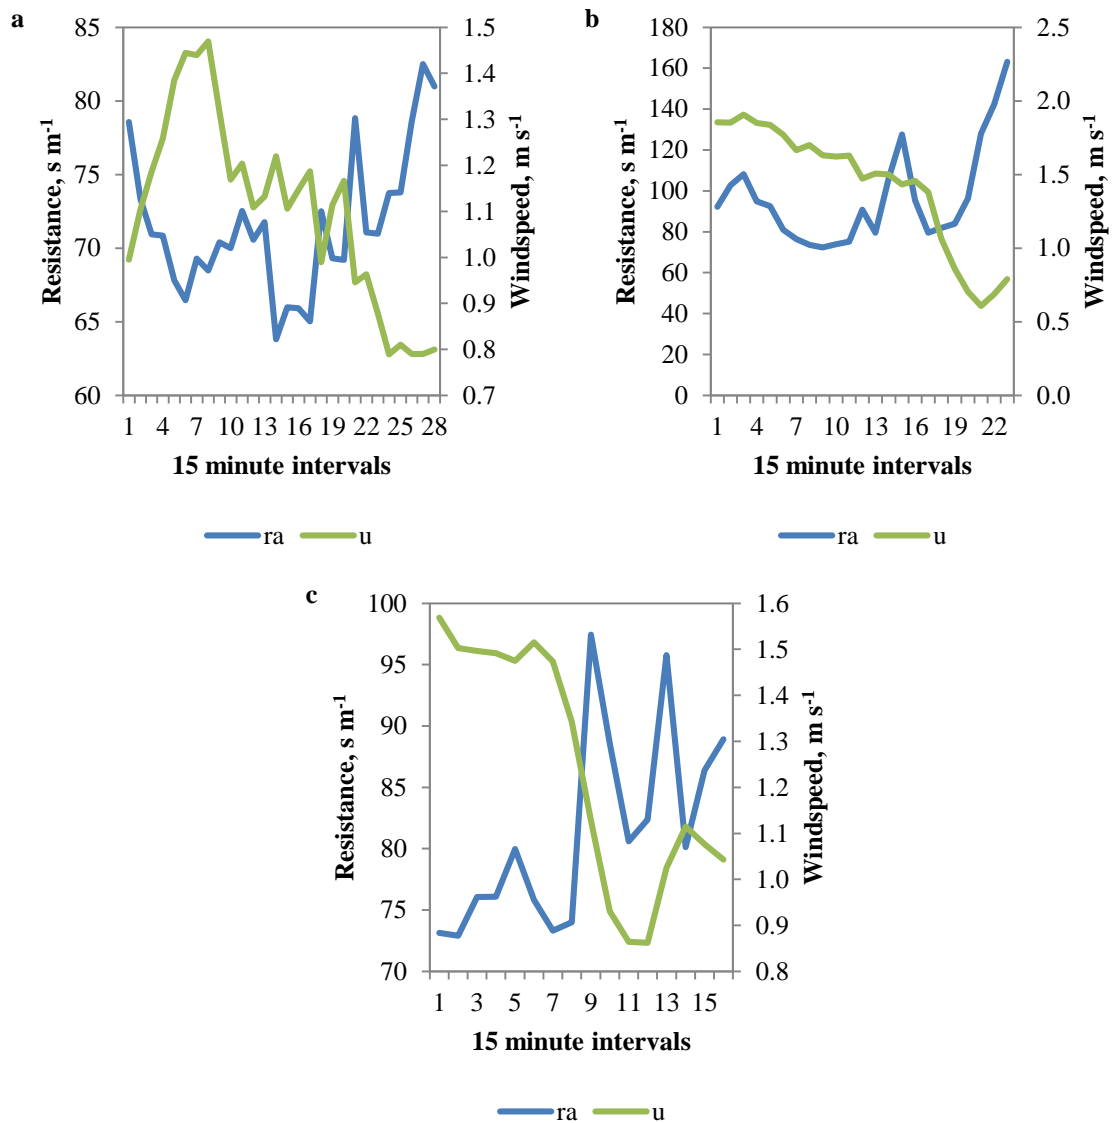 a
85
80
75
70
65
60
Resistance, s m⁻¹
1.5
1.4
1.3
1.2
1.1
1.0
0.9
0.8
0.7
Windspeed, m s⁻¹
1 4 7 10 13 16 19 22 25 28
15 minute intervals
ra u
b
180
160
140
120
100
80
60
40
20
0
Resistance, s m⁻¹
2.5
2.0
1.5
1.0
0.5
0.0
Windspeed, m s⁻¹
1 4 7 10 13 16 19 22
15 minute intervals
ra u
c
100
95
90
85
80
75
70
Resistance, s m⁻¹
1.6
1.5
1.4
1.3
1.2
1.1
1.0
0.9
0.8
Windspeed, m s⁻¹
1 3 5 7 9 11 13 15
15 minute intervals
ra u